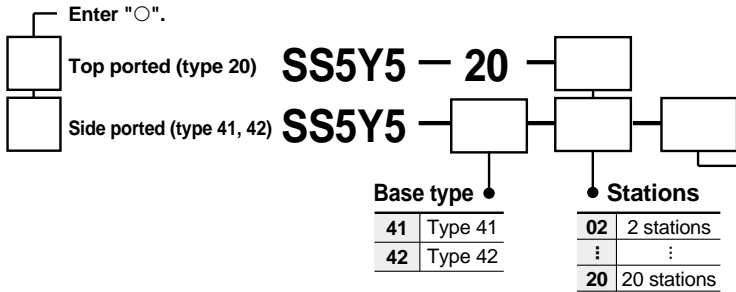 Enter "○".
Top ported (type 20) SS5Y5 — 20 —
Side ported (type 41, 42) SS5Y5 — — —
Base type
41 Type 41
42 Type 42
Stations
02 2 stations
⋮ ⋮
20 20 stations